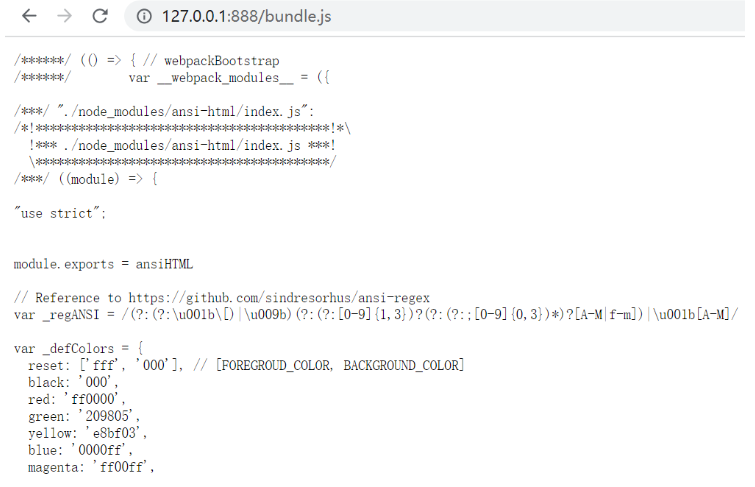 127.0.0.1:888/bundle.js
/******/ (() => { // webpackBootstrap
/******/ 	var __webpack_modules__ = ({
/***/ "./node_modules/ansi-html/index.js":
/*!*****************************************!*\
  !*** ./node_modules/ansi-html/index.js ***!
  \*****************************************/
/***/ ((module) => {
"use strict";
module.exports = ansiHTML
// Reference to https://github.com/sindresorhus/ansi-regex
var _regANSI = /(?:(?:\u001b\[)|\u009b)(?:(?:[0-9]{1,3})?(?:(?:;[0-9]{0,3})*)?[A-M|f-m])|\u001b[A-M]/
var _defColors = {
  reset: ['fff', '000'], // [FOREGROUD_COLOR, BACKGROUND_COLOR]
  black: '000',
  red: 'ff0000',
  green: '209805',
  yellow: 'e8bf03',
  blue: '0000ff',
  magenta: 'ff00ff',